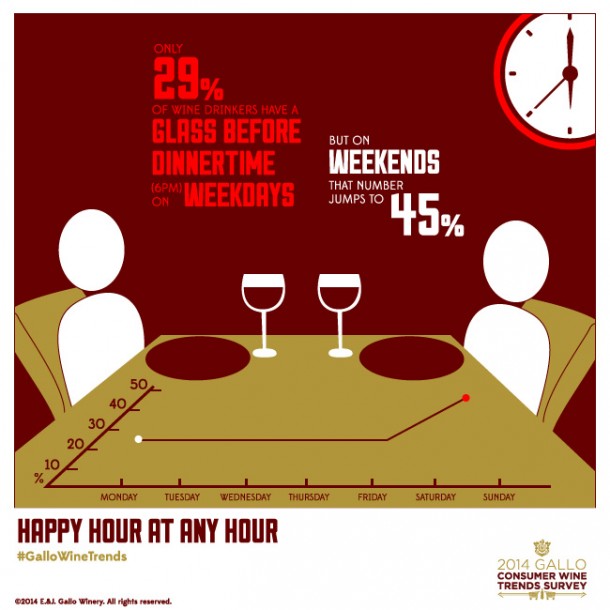 ONLY
29%
OF WINE DRINKERS HAVE A
GLASS BEFORE
DINNERTIME
(6PM)
ON WEEKDAYS
BUT ON
WEEKENDS
THAT NUMBER
JUMPS TO 45%
50
40
30
20
10
%
MONDAY TUESDAY WEDNESDAY THURSDAY FRIDAY SATURDAY SUNDAY
HAPPY HOUR AT ANY HOUR
#GalloWineTrends
2014 GALLO
CONSUMER WINE
TRENDS SURVEY
©2014 E.&J. Gallo Winery. All rights reserved.